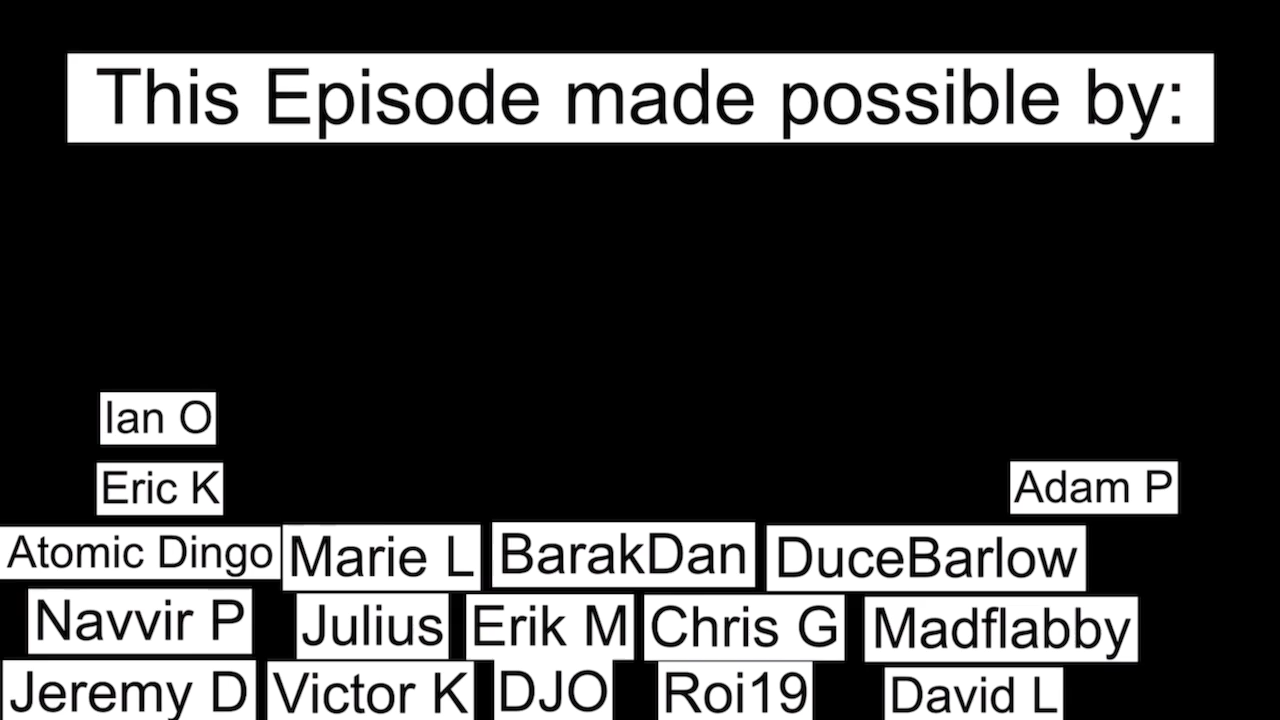 This Episode made possible by:
Ian O
Eric K
Adam P
Atomic Dingo Marie L BarakDan DuceBarlow
Navvir P Julius Erik M Chris G Madflabby
Jeremy D Victor K DJO Roi19 David L